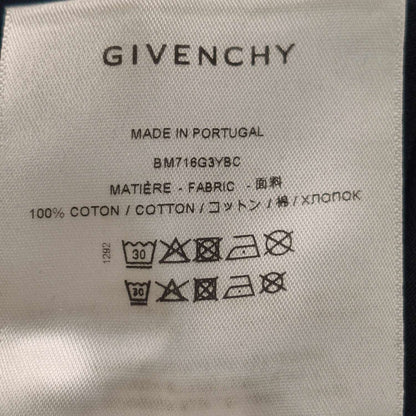 GIVENCHY
MADE IN PORTUGAL
BM716G3YBC
MATIÈRE - FABRIC - 面料
100% COTON / COTTON / コットン / 棉 / ХЛОПОК
1292
30
30